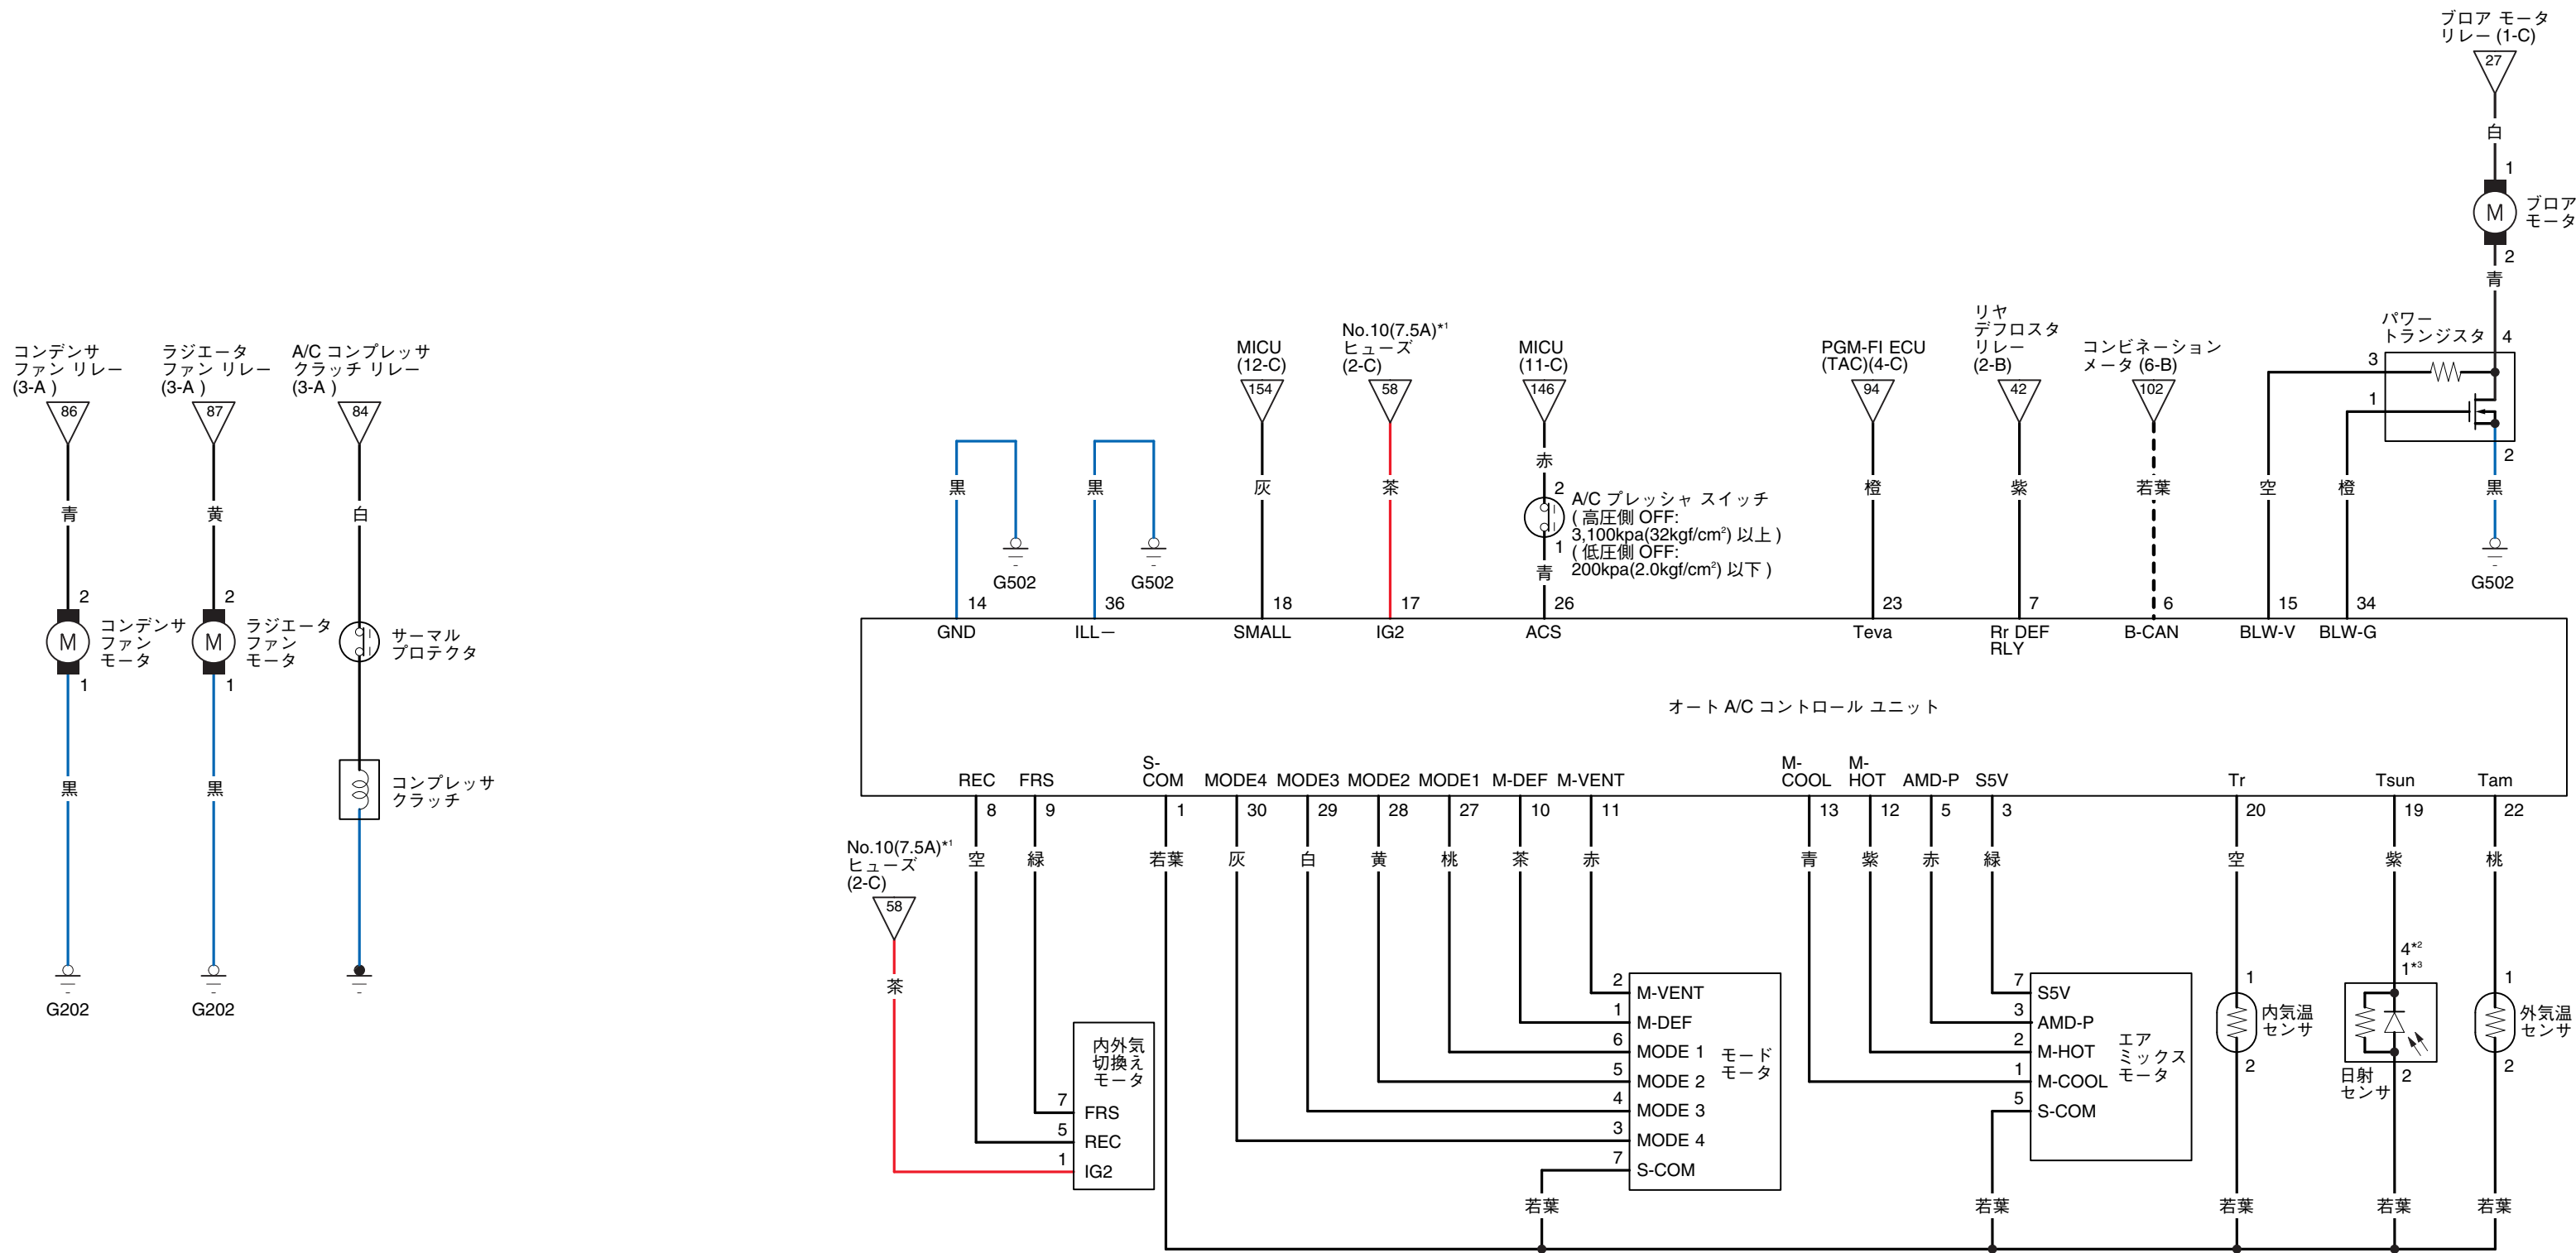 ブロア モータ
リレー (1-C)
27
白
1
M
ブロア
モータ
2
青
パワー
トランジスタ
4
3
1
2
黒
G502
コンデンサ
ファン リレー
(3-A )
86
青
2
M
コンデンサ
ファン
モータ
1
黒
G202
ラジエータ
ファン リレー
(3-A )
87
黄
2
M
ラジエータ
ファン
モータ
1
黒
G202
A/C コンプレッサ
クラッチ リレー
(3-A )
84
白
サーマル
プロテクタ
コンプレッサ
クラッチ
黒
G502
14
GND
黒
G502
36
ILL−
MICU
(12-C)
154
灰
18
SMALL
No.10(7.5A)*1
ヒューズ
(2-C)
58
茶
17
IG2
MICU
(11-C)
146
赤
2
A/C プレッシャ スイッチ
( 高圧側 OFF:
3,100kpa(32kgf/cm²) 以上 )
( 低圧側 OFF:
200kpa(2.0kgf/cm²) 以下 )
1
青
26
ACS
PGM-FI ECU
(TAC)(4-C)
94
橙
23
Teva
リヤ
デフロスタ
リレー
(2-B)
42
紫
7
Rr DEF
RLY
コンビネーション
メータ (6-B)
102
若葉
6
B-CAN
空
15
BLW-V
橙
34
BLW-G
オート A/C コントロール ユニット
REC
8
空
FRS
9
緑
S-
COM
1
若葉
MODE4
30
灰
MODE3
29
白
MODE2
28
黄
MODE1
27
桃
M-DEF
10
茶
M-VENT
11
赤
M-
COOL
13
青
M-
HOT
12
紫
AMD-P
5
赤
S5V
3
緑
Tr
20
空
Tsun
19
紫
Tam
22
桃
No.10(7.5A)*1
ヒューズ
(2-C)
58
茶
内外気
切換え
モータ
7 FRS
5 REC
1 IG2
2 M-VENT
1 M-DEF
6 MODE 1
5 MODE 2
4 MODE 3
3 MODE 4
7 S-COM
モード
モータ
若葉
7 S5V
3 AMD-P
2 M-HOT
1 M-COOL
5 S-COM
エア
ミックス
モータ
若葉
1
内気温
センサ
2
若葉
4*2
1*3
日射
センサ
2
若葉
1
外気温
センサ
2
若葉